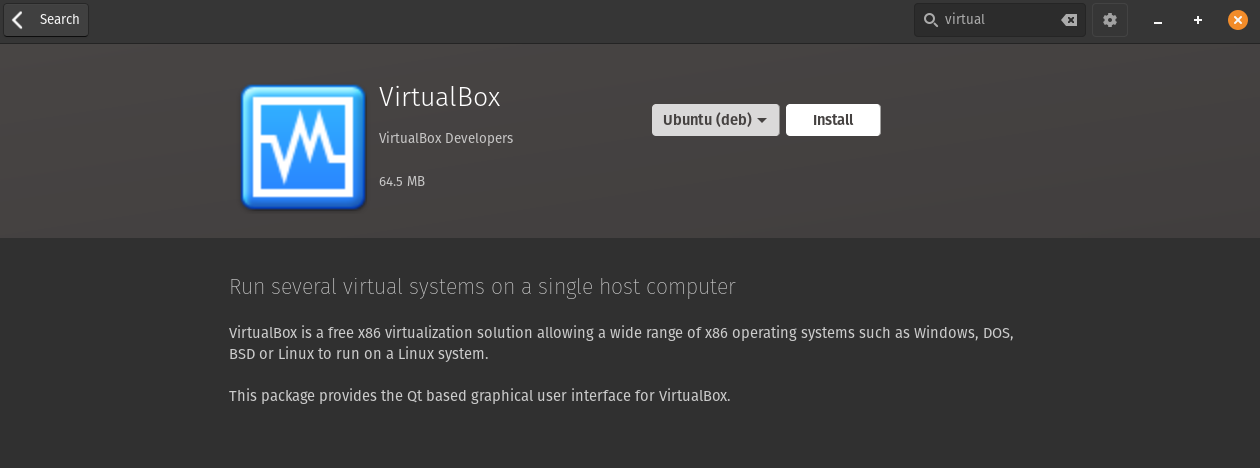 Search
virtual
VirtualBox
VirtualBox Developers
64.5 MB
Ubuntu (deb)
Install
Run several virtual systems on a single host computer
VirtualBox is a free x86 virtualization solution allowing a wide range of x86 operating systems such as Windows, DOS,
BSD or Linux to run on a Linux system.
This package provides the Qt based graphical user interface for VirtualBox.